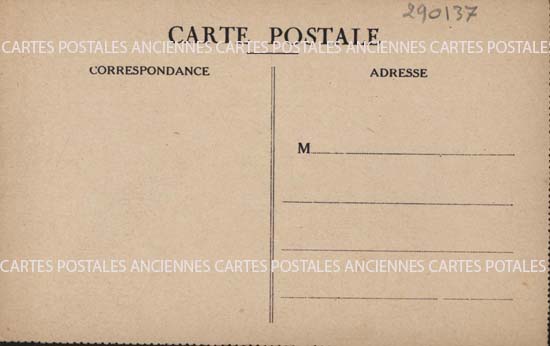 290137
CARTE POSTALE
CARTES POSTALES ANCIENNES CARTES POSTALES ANCIENNES CARTES POSTALES
CORRESPONDANCE
ADRESSE
M
CARTES POSTALES ANCIENNES CARTES POSTALES ANCIENNES CARTES POTALES